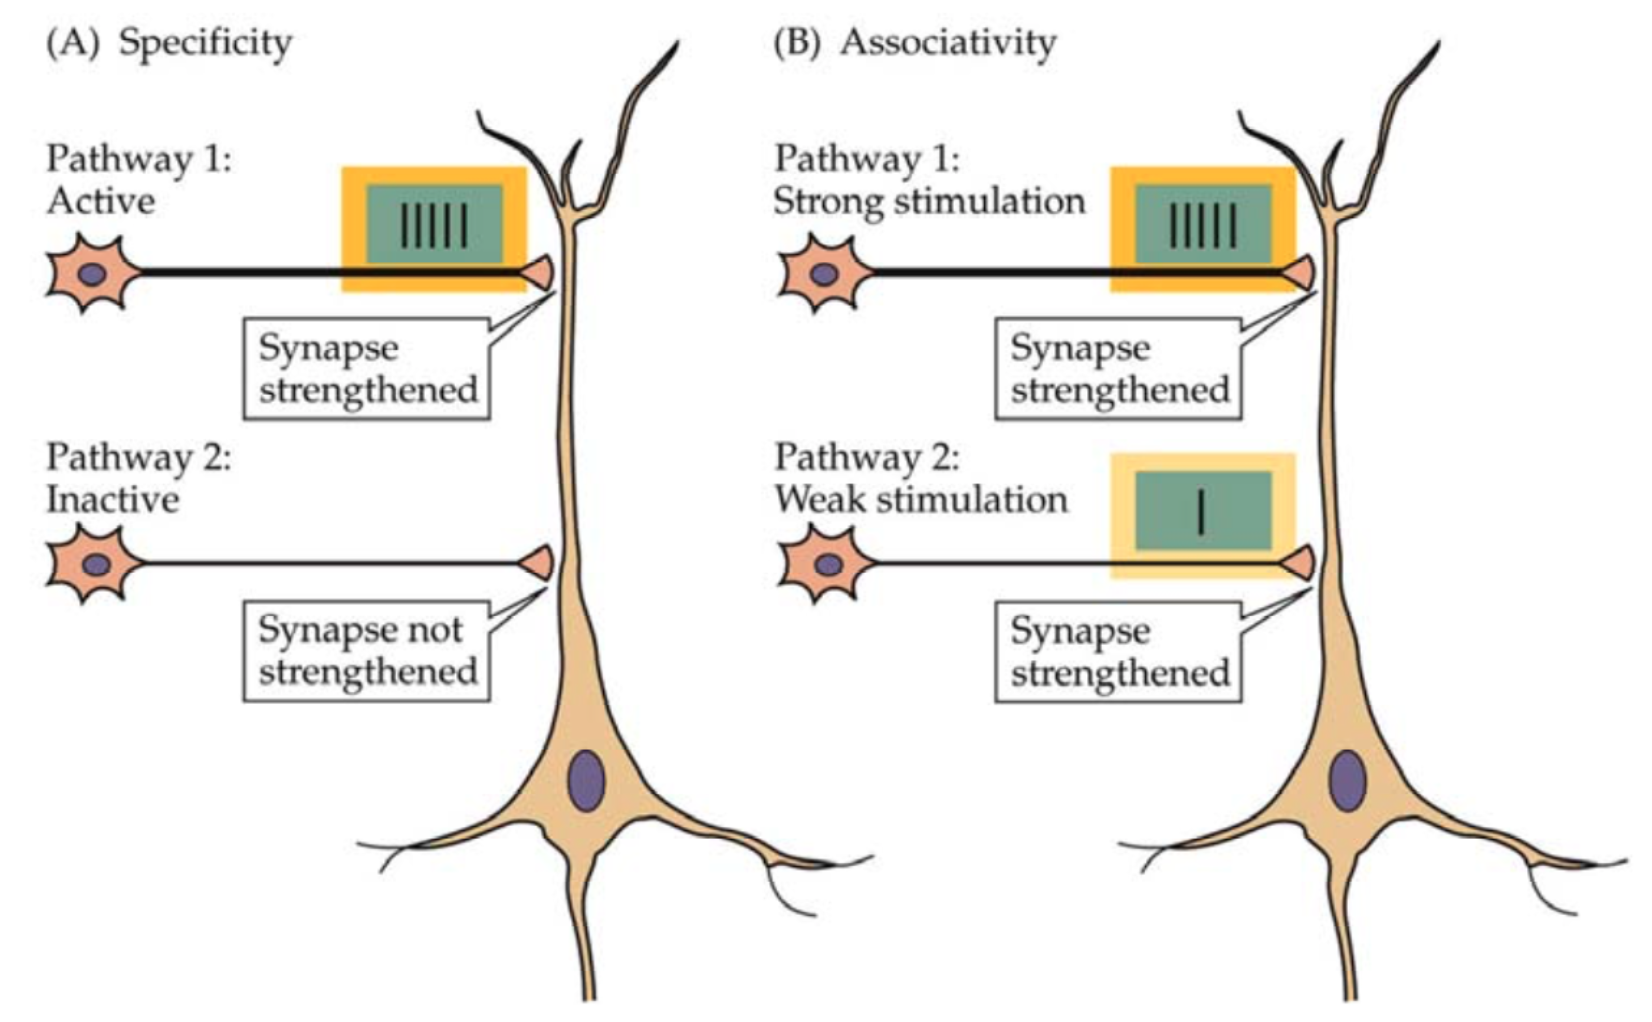 (A) Specificity
Pathway 1:
Active
Synapse
strengthened
Pathway 2:
Inactive
Synapse not
strengthened
(B) Associativity
Pathway 1:
Strong stimulation
Synapse
strengthened
Pathway 2:
Weak stimulation
Synapse
strengthened